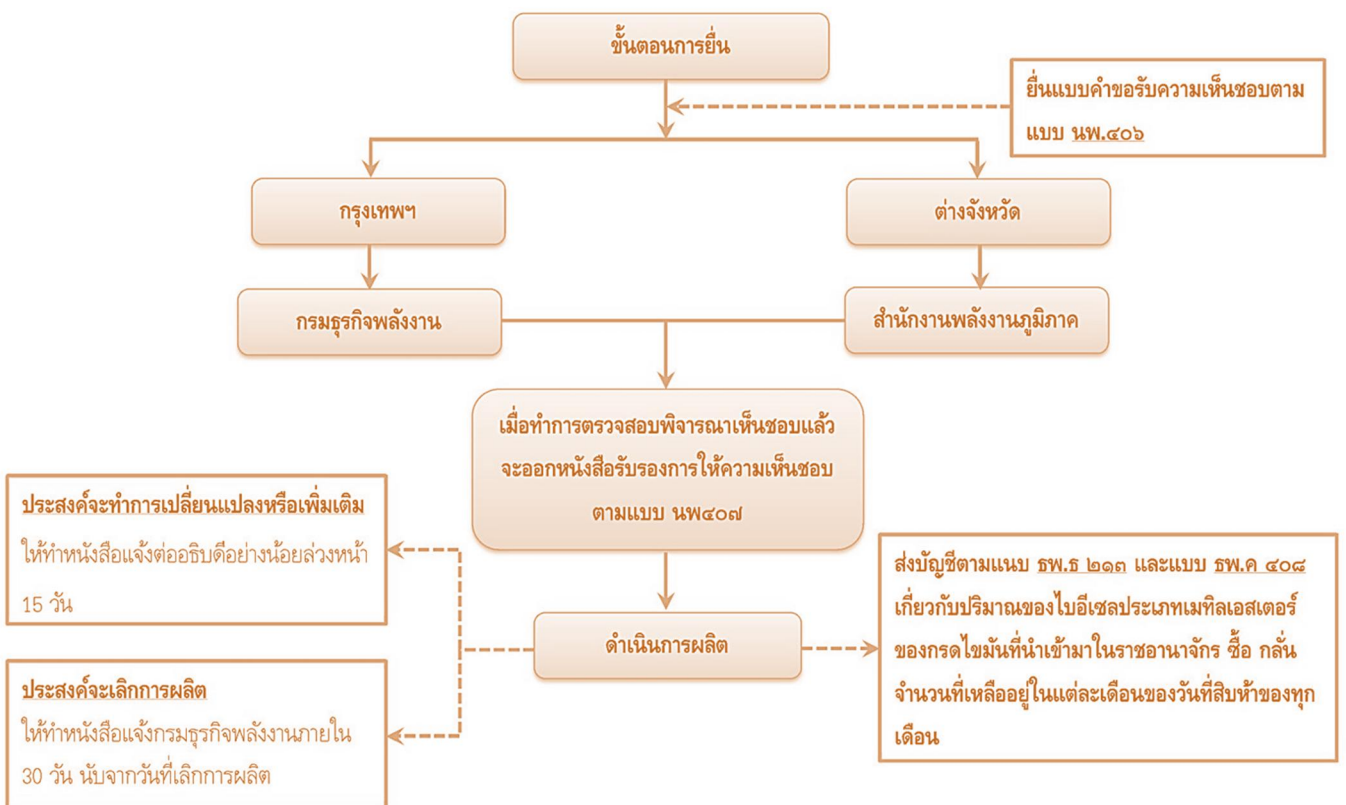 ขั้นตอนการยื่น
ยื่นแบบคำขอรับความเห็นชอบตาม
แบบ นพ.๔๐๖
กรุงเทพฯ
ต่างจังหวัด
กรมธุรกิจพลังงาน
สำนักงานพลังงานภูมิภาค
เมื่อทำการตรวจสอบพิจารณาเห็นชอบแล้ว
จะออกหนังสือรับรองการให้ความเห็นชอบ
ตามแบบ นพ๔๐๗
ประสงค์จะทำการเปลี่ยนแปลงหรือเพิ่มเติม
ให้ทำหนังสือแจ้งต่ออธิบดีอย่างน้อยล่วงหน้า
15 วัน
ดำเนินการผลิต
ส่งบัญชีตามแนบ ธพ.ธ ๒๑๓ และแบบ ธพ.ค ๔๐๘
เกี่ยวกับปริมาณของไบอีเซลประเภทเมทิลเอสเตอร์
ของกรดไขมันที่นำเข้ามาในราชอานาจักร ซื้อ กลั่น
จำนวนที่เหลืออยู่ในแต่ละเดือนของวันที่สิบห้าของทุก
เดือน
ประสงค์จะเลิกการผลิต
ให้ทำหนังสือแจ้งกรมธุรกิจพลังงานภายใน
30 วัน นับจากวันที่เลิกการผลิต